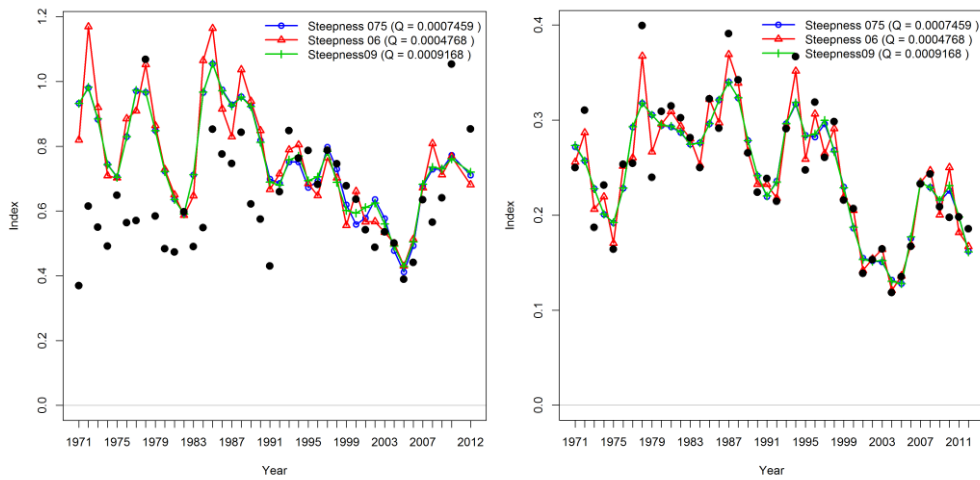 Steepness 075 (Q = 0.0007459 )
Steepness 06 (Q = 0.0004768 )
Steepness09 (Q = 0.0009168 )
Index
1.2
1.0
0.8
0.6
0.4
0.2
0.0
1971 1975 1979 1983 1987 1991 1995 1999 2003 2007 2012
Year
Steepness 075 (Q = 0.0007459 )
Steepness 06 (Q = 0.0004768 )
Steepness09 (Q = 0.0009168 )
Index
0.4
0.3
0.2
0.1
0.0
1971 1975 1979 1983 1987 1991 1995 1999 2003 2007 2011
Year